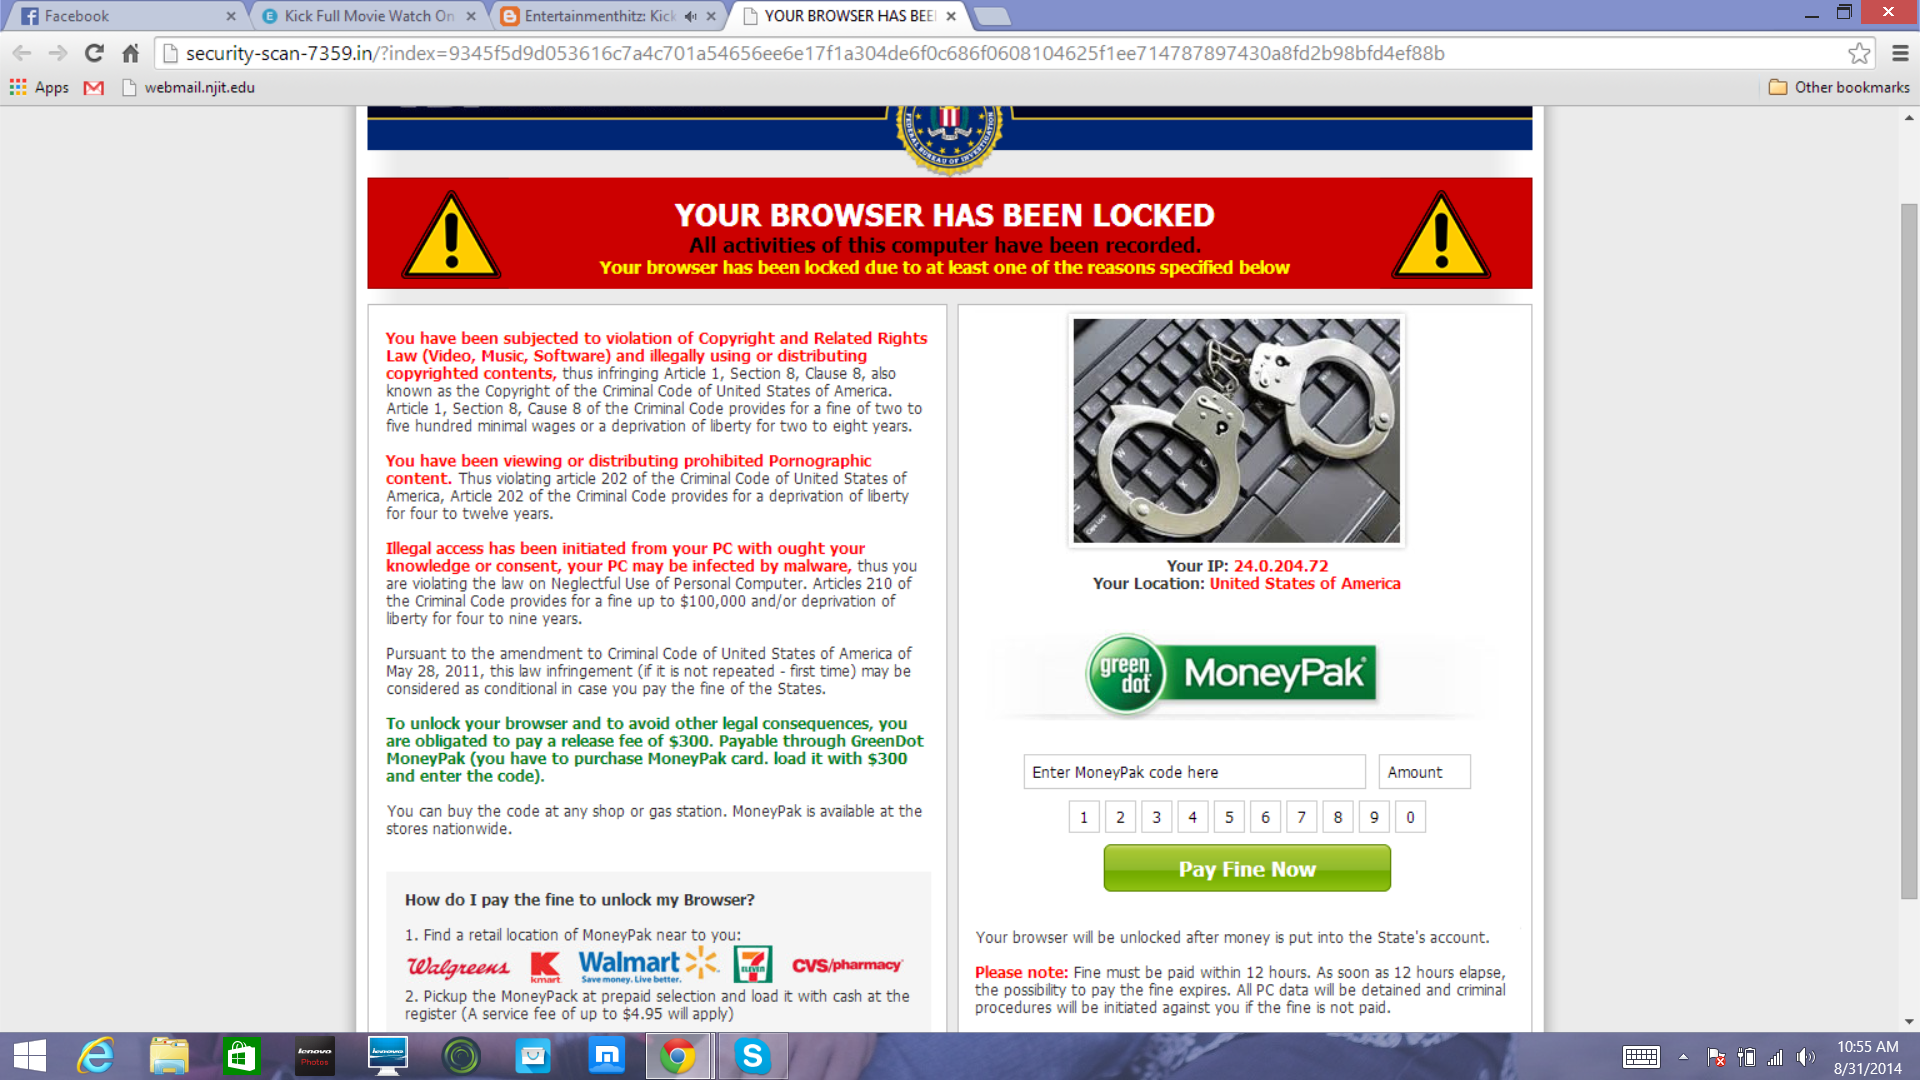 Facebook
Kick Full Movie Watch On
Entertainmenthitz: Kick
YOUR BROWSER HAS BEE
security-scan-7359.in/?index=9345f5d9d053616c7a4c701a54656ee6e17f1a304de6f0c686f0608104625f1ee714787897430a8fd2b98bfd4ef88b
Apps
webmail.njit.edu
Other bookmarks
FEDERAL BUREAU OF INVESTIGATION
YOUR BROWSER HAS BEEN LOCKED
All activities of this computer have been recorded.
Your browser has been locked due to at least one of the reasons specified below
You have been subjected to violation of Copyright and Related Rights
Law (Video, Music, Software) and illegally using or distributing
copyrighted contents, thus infringing Article 1, Section 8, Clause 8, also
known as the Copyright of the Criminal Code of United States of America.
Article 1, Section 8, Cause 8 of the Criminal Code provides for a fine of two to
five hundred minimal wages or a deprivation of liberty for two to eight years.
You have been viewing or distributing prohibited Pornographic
content. Thus violating article 202 of the Criminal Code of United States of
America, Article 202 of the Criminal Code provides for a deprivation of liberty
for four to twelve years.
Illegal access has been initiated from your PC with ought your
knowledge or consent, your PC may be infected by malware, thus you
are violating the law on Neglectful Use of Personal Computer. Articles 210 of
the Criminal Code provides for a fine up to $100,000 and/or deprivation of
liberty for four to nine years.
Pursuant to the amendment to Criminal Code of United States of America of
May 28, 2011, this law infringement (if it is not repeated - first time) may be
considered as conditional in case you pay the fine of the States.
To unlock your browser and to avoid other legal consequences, you
are obligated to pay a release fee of $300. Payable through GreenDot
MoneyPak (you have to purchase MoneyPak card. load it with $300
and enter the code).
You can buy the code at any shop or gas station. MoneyPak is available at the
stores nationwide.
How do I pay the fine to unlock my Browser?
1. Find a retail location of MoneyPak near to you:
Walgreens
K
kmart
Walmart
Save money. Live better.
7 ELEVEN
CVS/pharmacy
2. Pickup the MoneyPack at prepaid selection and load it with cash at the
register (A service fee of up to $4.95 will apply)
Your IP: 24.0.204.72
Your Location: United States of America
green dot
MoneyPak
Enter MoneyPak code here
Amount
1 2 3 4 5 6 7 8 9 0
Pay Fine Now
Your browser will be unlocked after money is put into the State's account.
Please note: Fine must be paid within 12 hours. As soon as 12 hours elapse,
the possibility to pay the fine expires. All PC data will be detained and criminal
procedures will be initiated against you if the fine is not paid.
lenovo
Photos
lenovo
10:55 AM
8/31/2014